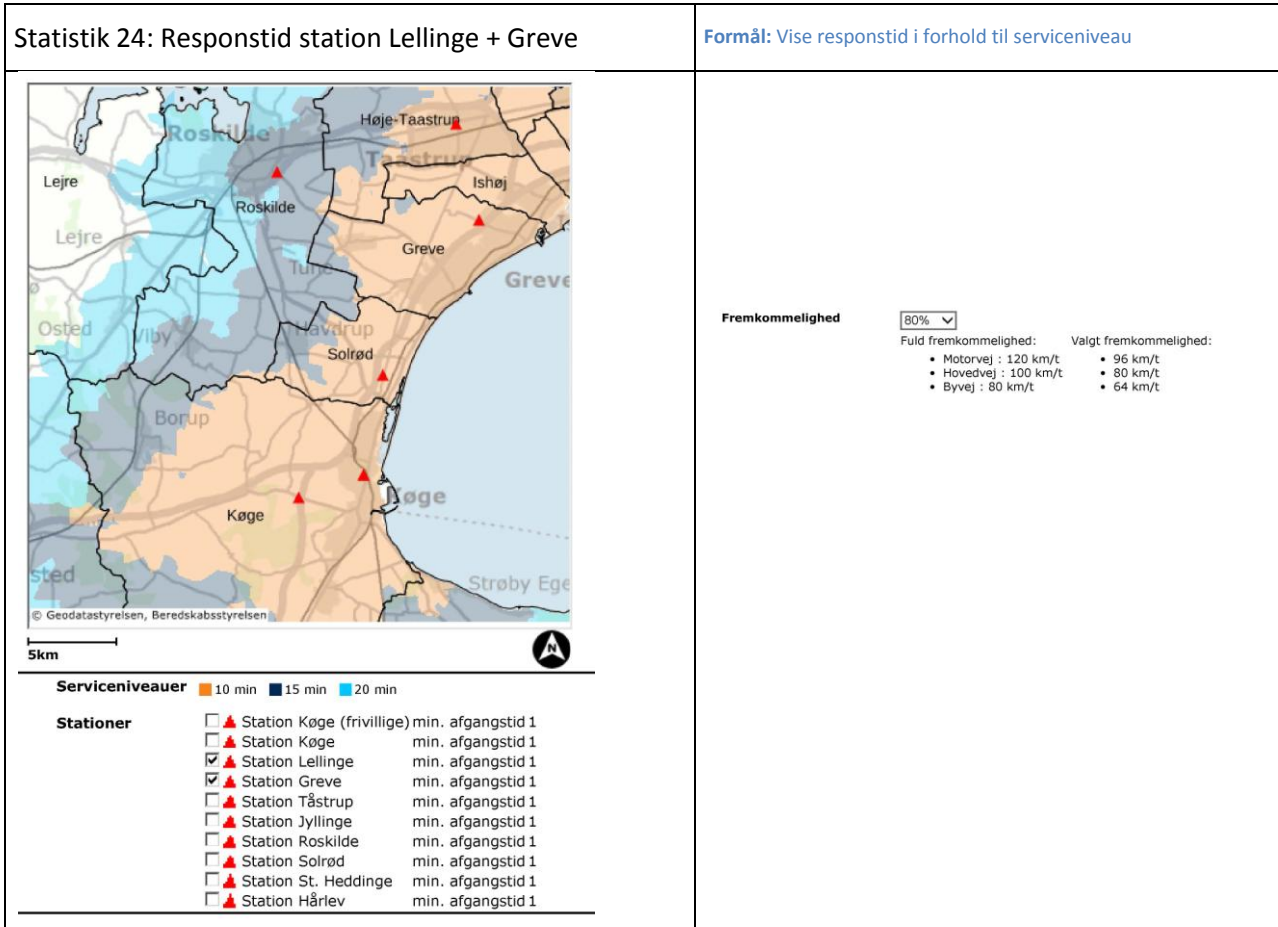 Statistik 24: Responstid station Lellinge + Greve
Formål: Vise responstid i forhold til serviceniveau
Roskilde
Høje-Taastrup
Taastrup
Lejre
Ishøj
Roskilde
Lejre
Greve
Tune
Greve
Osted
Viby
Havdrup
Solrød
Borup
Køge
Køge
sted
Strøby Ege
© Geodatastyrelsen, Beredskabsstyrelsen
5km
N
Serviceniveauer 10 min 15 min 20 min
Stationer
Station Køge (frivillige) min. afgangstid 1
Station Køge min. afgangstid 1
Station Lellinge min. afgangstid 1
Station Greve min. afgangstid 1
Station Tåstrup min. afgangstid 1
Station Jyllinge min. afgangstid 1
Station Roskilde min. afgangstid 1
Station Solrød min. afgangstid 1
Station St. Heddinge min. afgangstid 1
Station Hårlev min. afgangstid 1
Fremkommelighed 80%
Fuld fremkommelighed: Valgt fremkommelighed:
• Motorvej : 120 km/t • 96 km/t
• Hovedvej : 100 km/t • 80 km/t
• Byvej : 80 km/t • 64 km/t